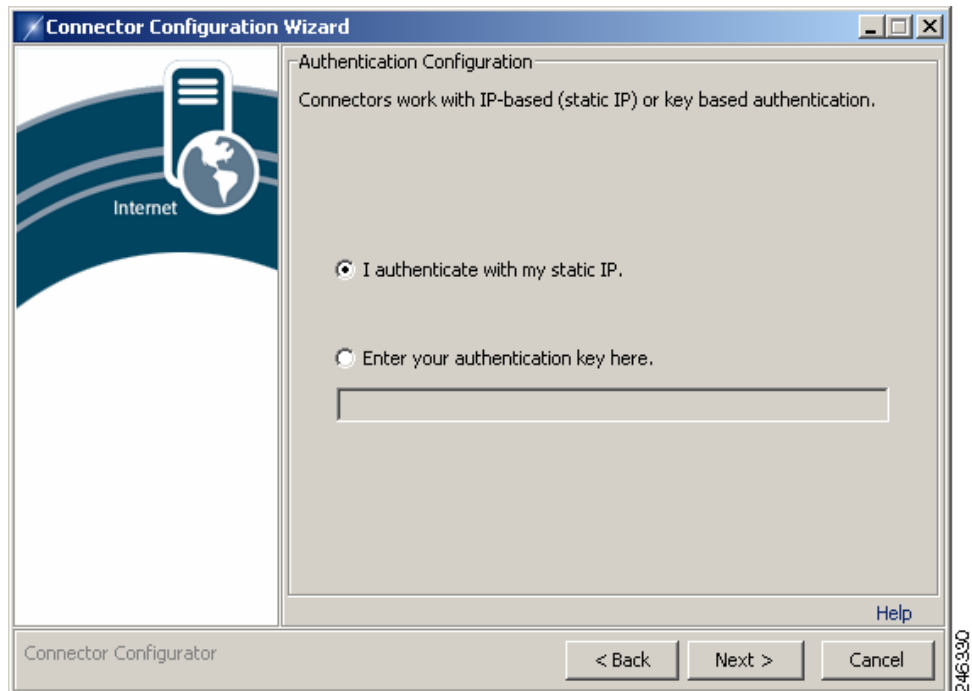 Connector Configuration Wizard
Internet
Authentication Configuration
Connectors work with IP-based (static IP) or key based authentication.
I authenticate with my static IP.
Enter your authentication key here.
Help
Connector Configurator
< Back
Next >
Cancel
246330